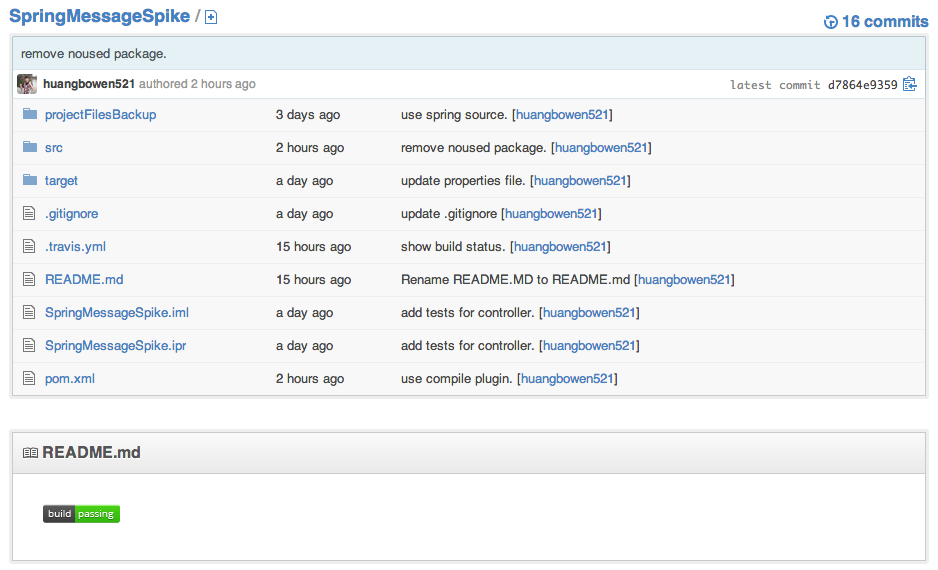 SpringMessageSpike /
16 commits
remove noused package.
huangbowen521 authored 2 hours ago latest commit d7864e9359
projectFilesBackup 3 days ago use spring source. [huangbowen521]
src 2 hours ago remove noused package. [huangbowen521]
target a day ago update properties file. [huangbowen521]
.gitignore a day ago update .gitignore [huangbowen521]
.travis.yml 15 hours ago show build status. [huangbowen521]
README.md 15 hours ago Rename README.MD to README.md [huangbowen521]
SpringMessageSpike.iml a day ago add tests for controller. [huangbowen521]
SpringMessageSpike.ipr a day ago add tests for controller. [huangbowen521]
pom.xml 2 hours ago use compile plugin. [huangbowen521]
README.md
build passing